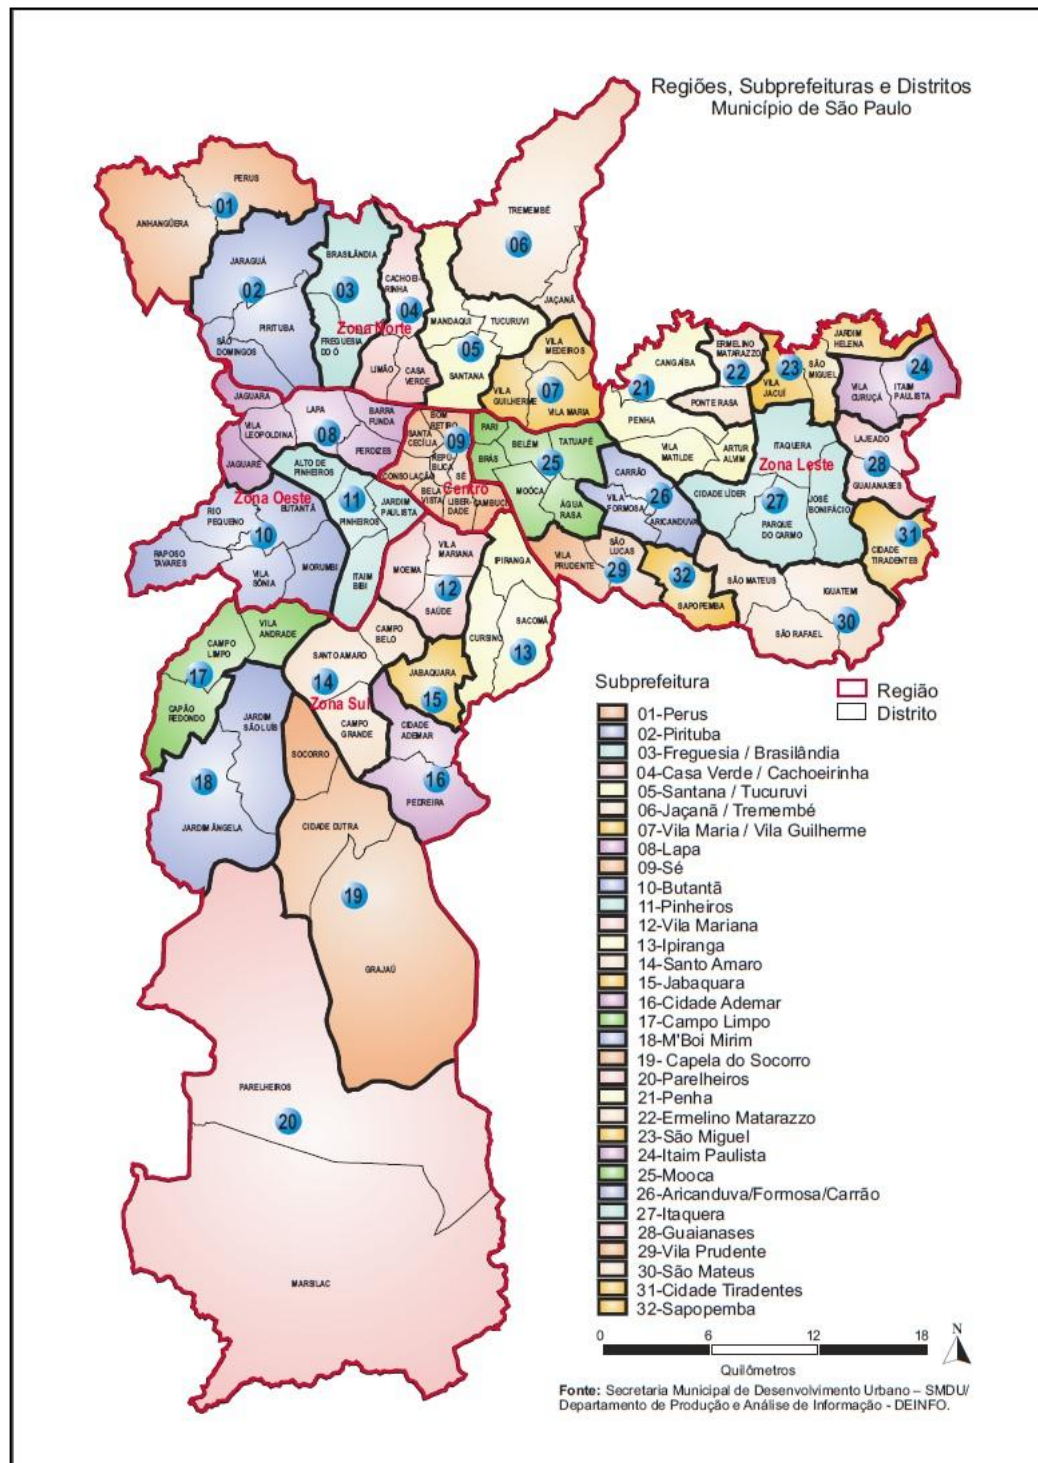 Regiões, Subprefeituras e Distritos
Município de São Paulo
PERUS
01
ANHANGÜERA
TREMEMBÉ
06
JARAGUÁ
02
PIRITUBA
SÃO
DOMINGOS
BRASILÂNDIA
03
FREGUESIA
DO Ó
Zona Norte
CACHOEI-
RINHA
04
LIMÃO
CASA
VERDE
MANDAQUI
TUCURUVI
05
SANTANA
JAÇANÃ
VILA
MEDEIROS
VILA
GUILHERME
07
VILA MARIA
CANGAÍBA
21
PENHA
VILA
MATILDE
ARTUR
ALVIM
ERMELINO
MATARAZZO
22
PONTE RASA
23
VILA
JACUÍ
SÃO
MIGUEL
JARDIM
HELENA
VILA
CURUÇÁ
24
ITAIM
PAULISTA
JAGUARA
VILA
LEOPOLDINA
JAGUARÉ
LAPA
08
BARRA
FUNDA
PERDIZES
BOM
RETIRO
09
SANTA
CECÍLIA
REPÚ-
BLICA
SÉ
CONSOLAÇÃO
BELA
VISTA
Centro
LIBER-
DADE
CAMBUCI
PARI
BRÁS
BELÉM
TATUAPÉ
25
MOÓCA
ÁGUA
RASA
CARRÃO
VILA
FORMOSA
26
ARICANDUVA
ITAQUERA
Zona Leste
CIDADE LÍDER
27
PARQUE
DO CARMO
JOSÉ
BONIFÁCIO
LAJEADO
28
GUAIANASES
31
CIDADE
TIRADENTES
ALTO DE
PINHEIROS
11
PINHEIROS
JARDIM
PAULISTA
ITAIM
BIBI
Zona Oeste
RIO
PEQUENO
BUTANTÃ
10
RAPOSO
TAVARES
VILA
SÔNIA
MORUMBI
VILA
MARIANA
MOEMA
12
SAÚDE
IPIRANGA
SACOMÃ
CURSINO
13
VILA
PRUDENTE
SÃO
LUCAS
29
32
SAPOPEMBA
SÃO MATEUS
IGUATEMI
SÃO RAFAEL
30
CAMPO
LIMPO
VILA
ANDRADE
17
CAPÃO
REDONDO
CAMPO
BELO
SANTO AMARO
14
Zona Sul
CAMPO
GRANDE
JABAQUARA
15
CIDADE
ADEMAR
16
PEDREIRA
JARDIM
SÃO LUÍS
18
JARDIM ÂNGELA
SOCORRO
CIDADE DUTRA
19
GRAJAÚ
PARELHEIROS
20
MARSILAC
Subprefeitura
Região
Distrito
01-Perus
02-Pirituba
03-Freguesia / Brasilândia
04-Casa Verde / Cachoeirinha
05-Santana / Tucuruvi
06-Jaçanã / Tremembé
07-Vila Maria / Vila Guilherme
08-Lapa
09-Sé
10-Butantã
11-Pinheiros
12-Vila Mariana
13-Ipiranga
14-Santo Amaro
15-Jabaquara
16-Cidade Ademar
17-Campo Limpo
18-M'Boi Mirim
19- Capela do Socorro
20-Parelheiros
21-Penha
22-Ermelino Matarazzo
23-São Miguel
24-Itaim Paulista
25-Mooca
26-Aricanduva/Formosa/Carrão
27-Itaquera
28-Guaianases
29-Vila Prudente
30-São Mateus
31-Cidade Tiradentes
32-Sapopemba
0 6 12 18
N
Quilômetros
Fonte: Secretaria Municipal de Desenvolvimento Urbano – SMDU/
Departamento de Produção e Análise de Informação - DEINFO.